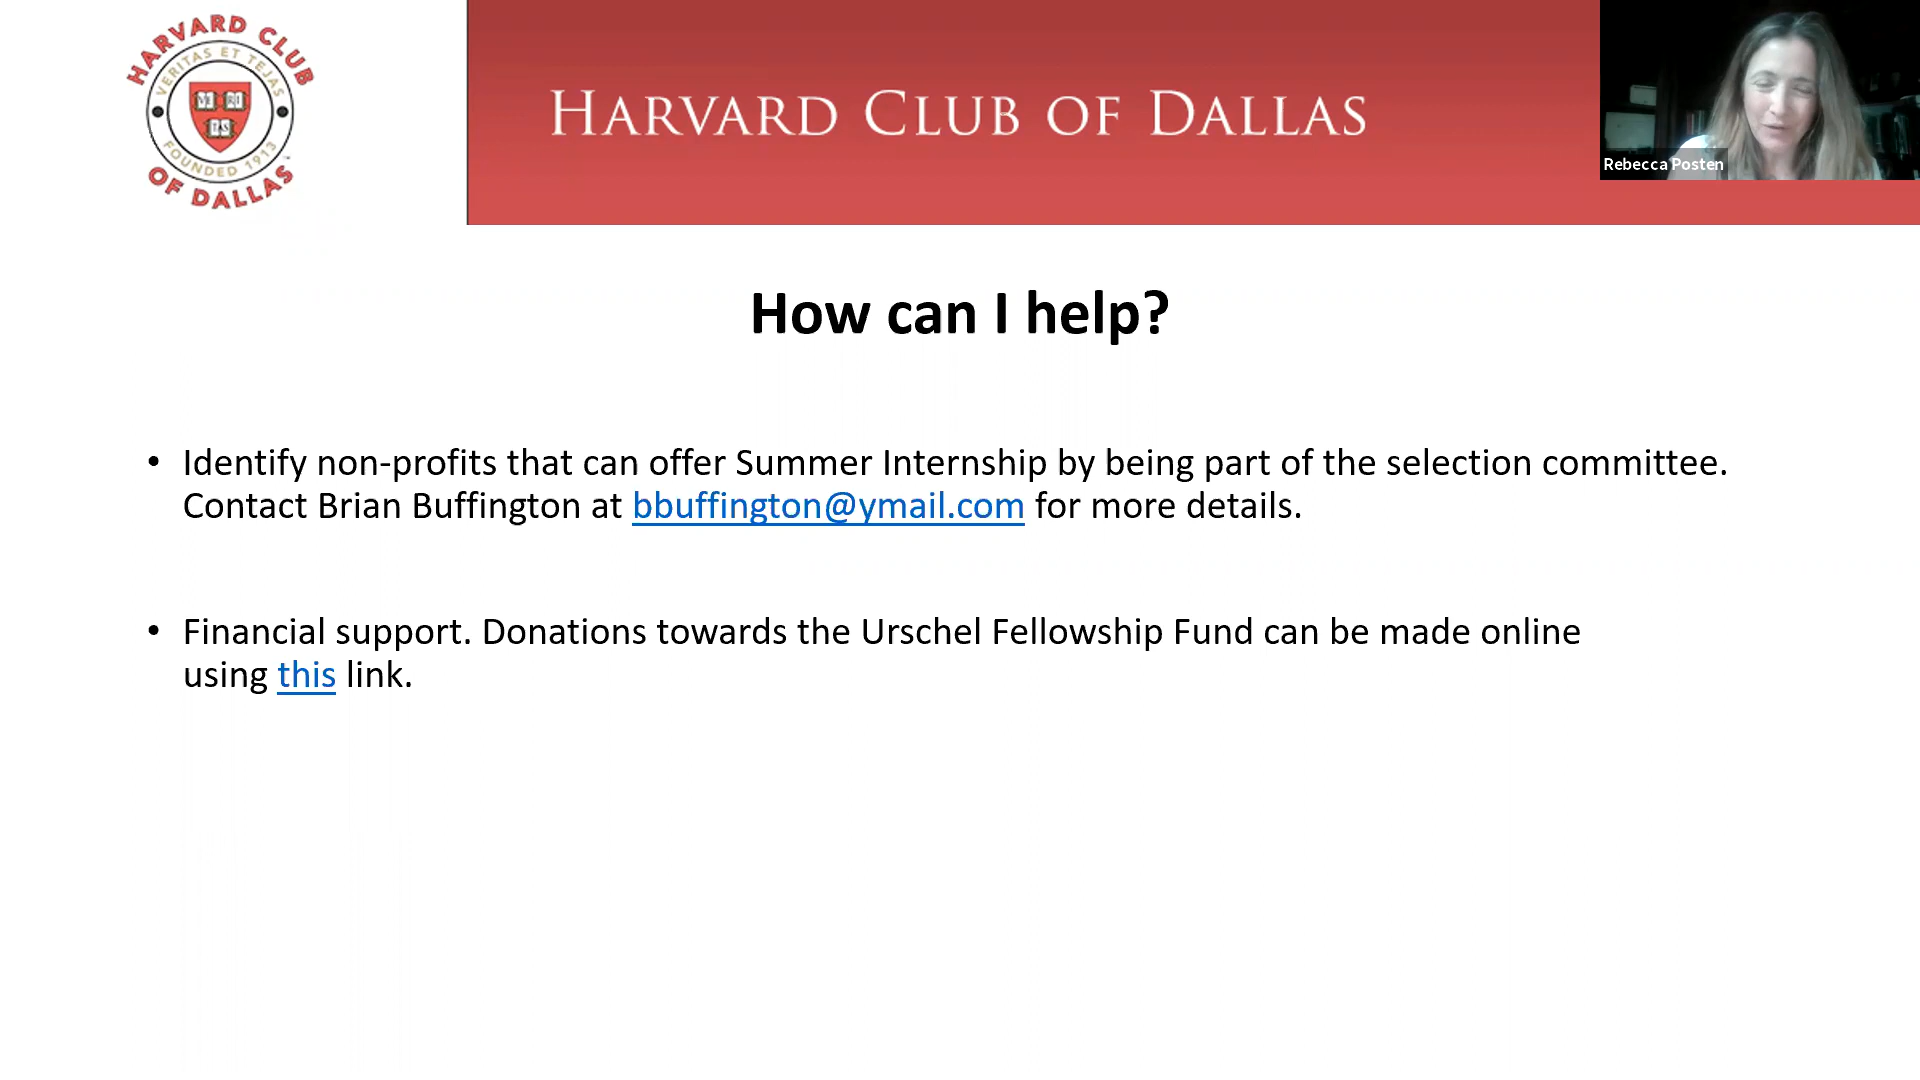 HARVARD CLUB
VERITAS ET TEJAS
VE RI
TAS
FOUNDED 1913
OF DALLAS
HARVARD CLUB OF DALLAS
Rebecca Posten
How can I help?
• Identify non-profits that can offer Summer Internship by being part of the selection committee.
Contact Brian Buffington at bbuffington@ymail.com for more details.
• Financial support. Donations towards the Urschel Fellowship Fund can be made online
using this link.